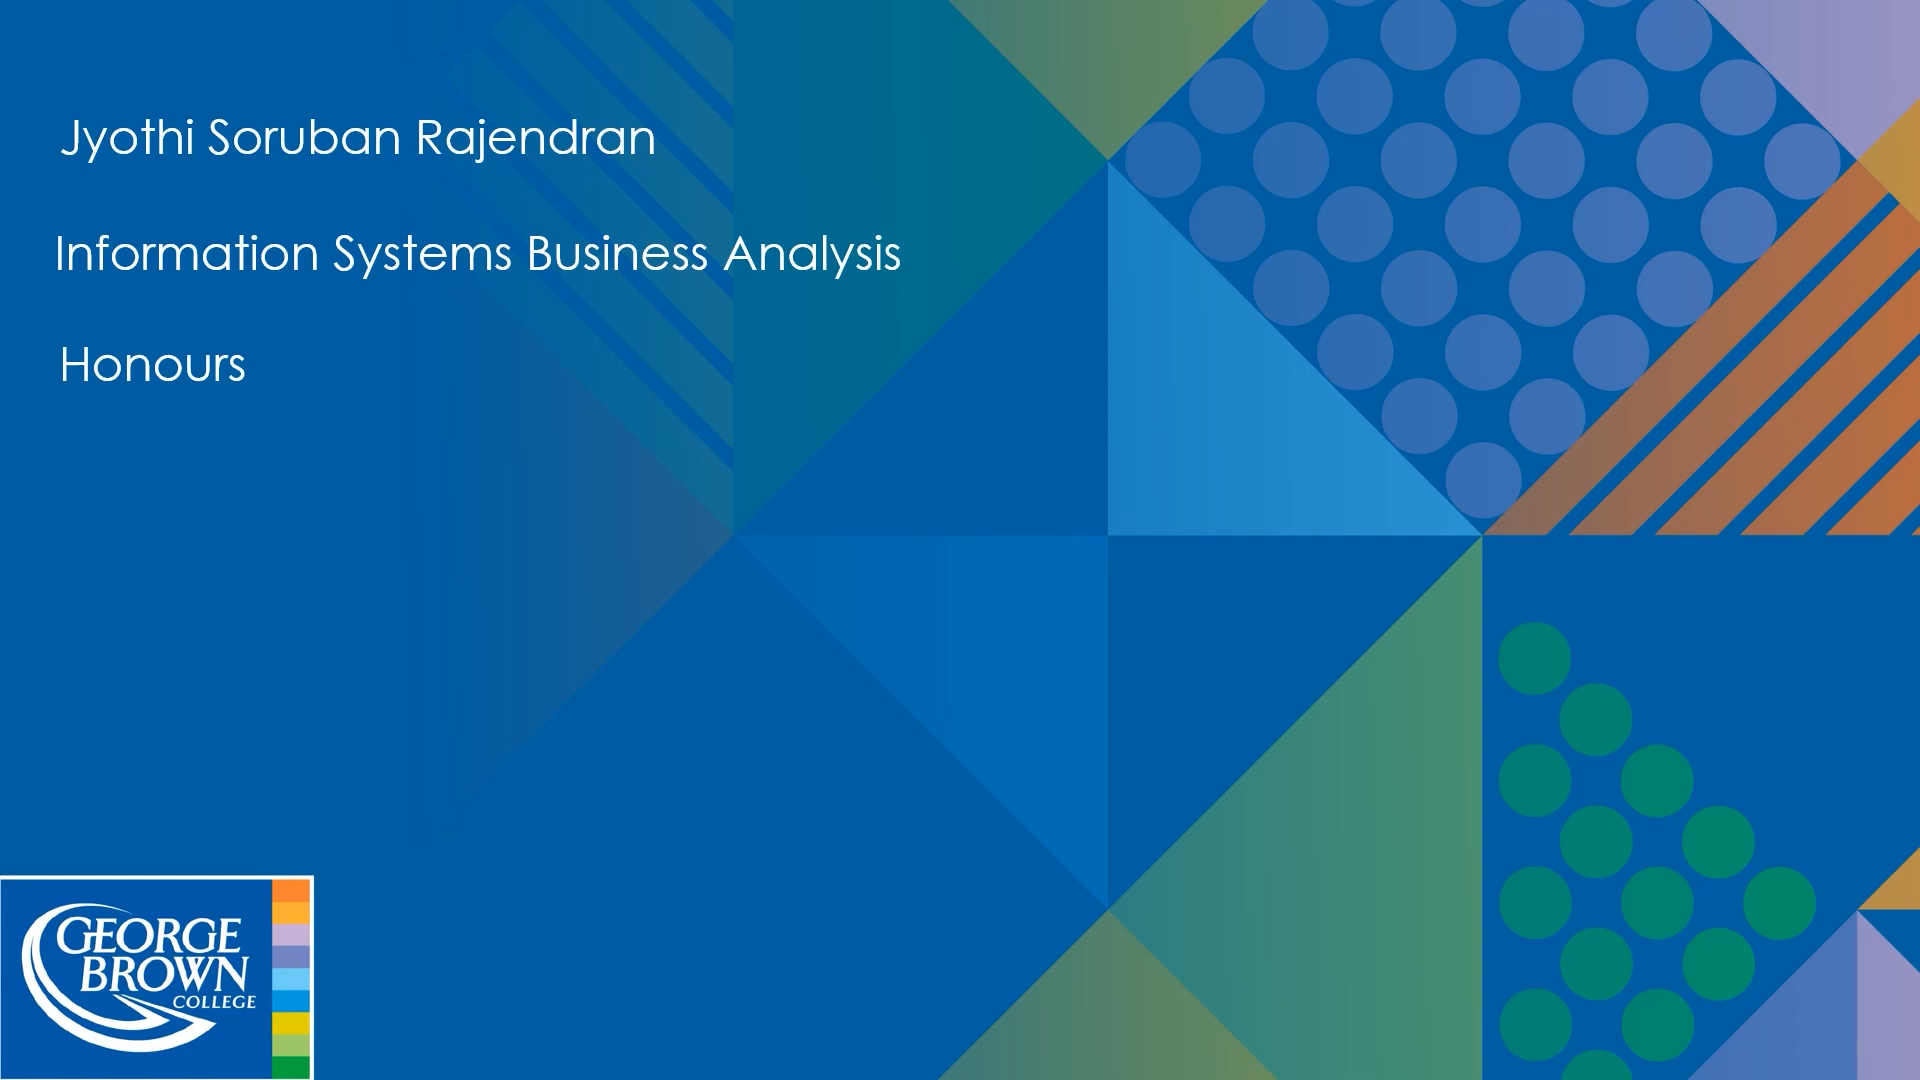 Jyothi Soruban Rajendran
Information Systems Business Analysis
Honours
GEORGE
BROWN
COLLEGE